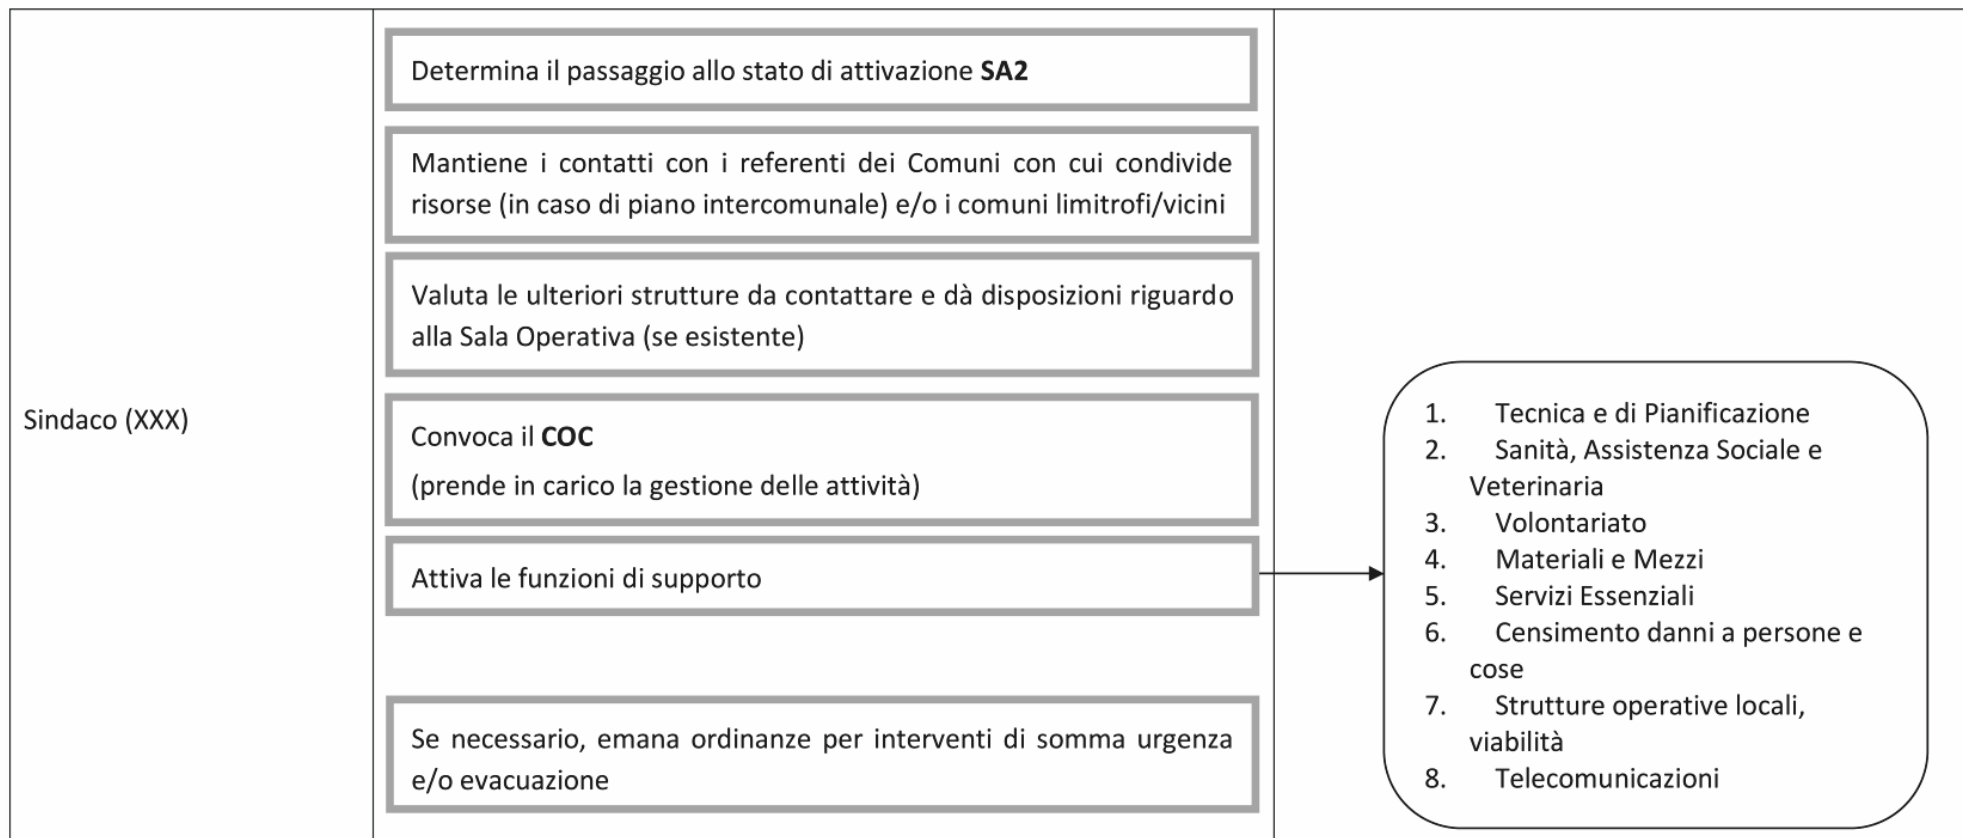 Sindaco (XXX)
Determina il passaggio allo stato di attivazione SA2
Mantiene i contatti con i referenti dei Comuni con cui condivide
risorse (in caso di piano intercomunale) e/o i comuni limitrofi/vicini
Valuta le ulteriori strutture da contattare e dà disposizioni riguardo
alla Sala Operativa (se esistente)
Convoca il COC
(prende in carico la gestione delle attività)
Attiva le funzioni di supporto
Se necessario, emana ordinanze per interventi di somma urgenza
e/o evacuazione
1. Tecnica e di Pianificazione
2. Sanità, Assistenza Sociale e
Veterinaria
3. Volontariato
4. Materiali e Mezzi
5. Servizi Essenziali
6. Censimento danni a persone e
cose
7. Strutture operative locali,
viabilità
8. Telecomunicazioni